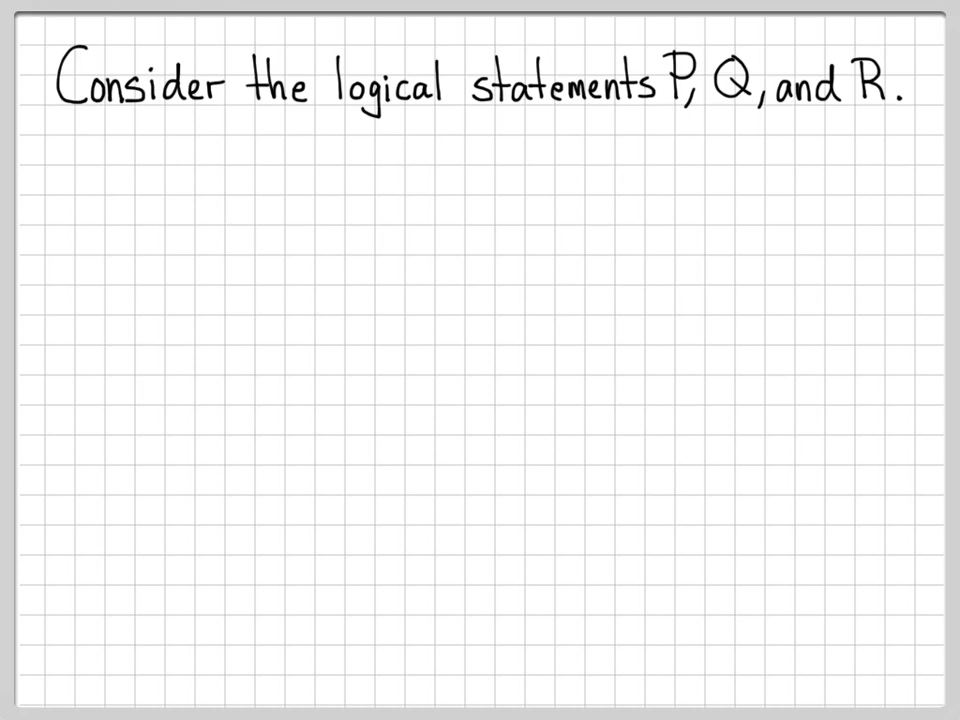 Consider the logical statements P, Q, and R.